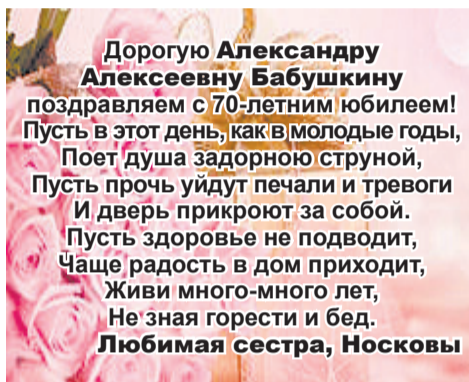 Дорогую Александру
Алексеевну Бабушкину
поздравляем с 70-летним юбилеем!
Пусть в этот день, как в молодые годы,
Поет душа задорною струной,
Пусть прочь уйдут печали и тревоги
И дверь прикроют за собой.
Пусть здоровье не подводит,
Чаще радость в дом приходит,
Живи много-много лет,
Не зная горести и бед.
Любимая сестра, Носковы